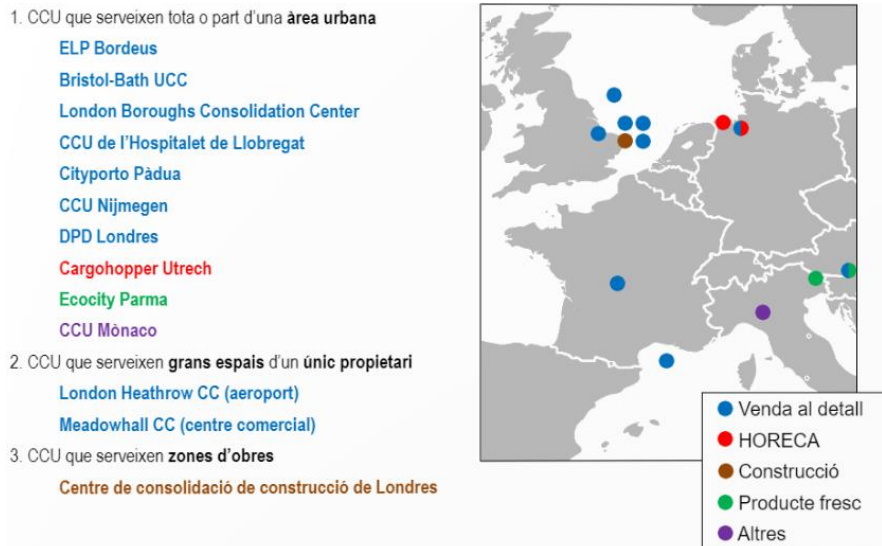 1. CCU que serveixen tota o part d'una àrea urbana
ELP Bordeus
Bristol-Bath UCC
London Boroughs Consolidation Center
CCU de l'Hospitalet de Llobregat
Cityporto Pàdua
CCU Nijmegen
DPD Londres
Cargohopper Utrech
Ecocity Parma
CCU Mònaco
2. CCU que serveixen grans espais d'un únic propietari
London Heathrow CC (aeroport)
Meadowhall CC (centre comercial)
3. CCU que serveixen zones d'obres
Centre de consolidació de construcció de Londres
Venda al detall
HORECA
Construcció
Producte fresc
Altres